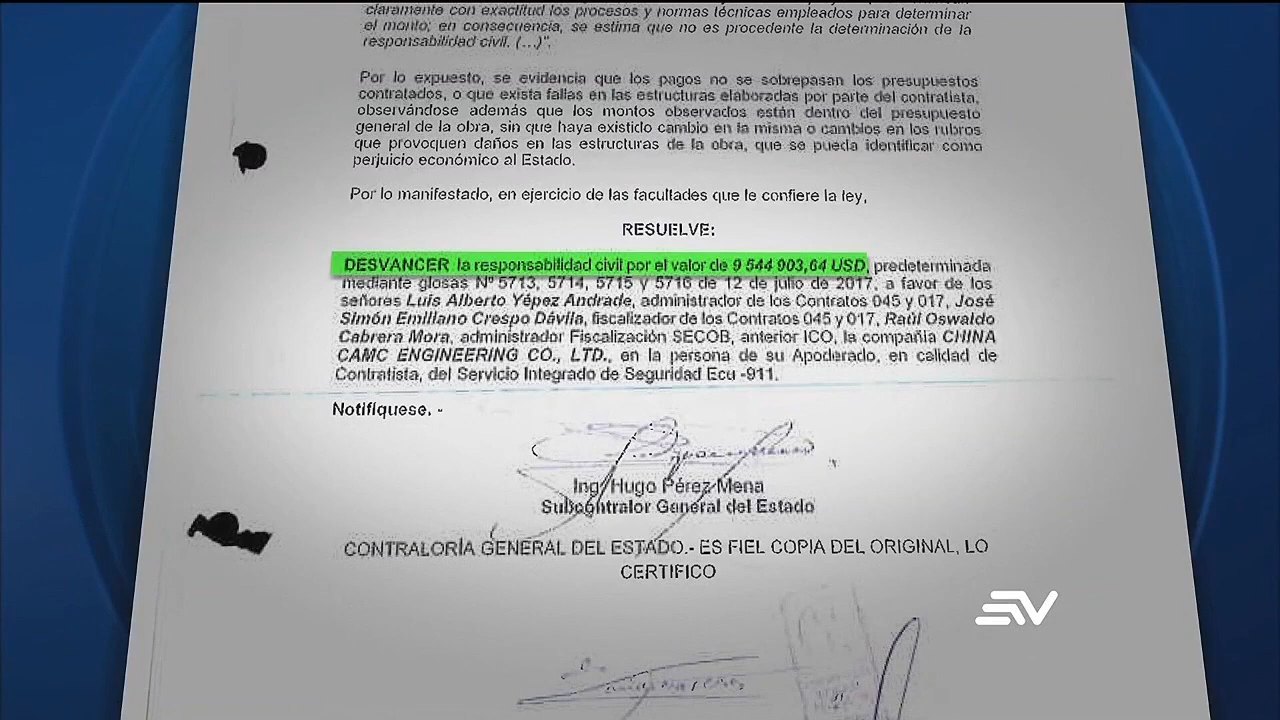 claramente con exactitud los procesos y normas técnicas empleados para determinar
el monto; en consecuencia, se estima que no es procedente la determinación de la
responsabilidad civil. (...)".
Por lo expuesto, se evidencia que los pagos no se sobrepasan los presupuestos
contratados, o que exista fallas en las estructuras elaboradas por parte del contratista,
observándose además que los montos observados están dentro del presupuesto
general de la obra, sin que haya existido cambio en la misma o cambios en los rubros
que provoquen daños en las estructuras de la obra, que se pueda identificar como
perjuicio económico al Estado.
Por lo manifestado, en ejercicio de las facultades que le confiere la ley,
RESUELVE:
DESVANCER la responsabilidad civil por el valor de 9 544 903,64 USD, predeterminada
mediante glosas Nº 5713, 5714, 5715 y 5716 de 12 de julio de 2017, a favor de los
señores Luis Alberto Yépez Andrade, administrador de los Contratos 045 y 017, José
Simón Emiliano Crespo Dávila, fiscalizador de los Contratos 045 y 017, Raúl Oswaldo
Cabrera Mora, administrador Fiscalización SECOB, anterior ICO, la compañía CHINA
CAMC ENGINEERING CO., LTD., en la persona de su Apoderado, en calidad de
Contratista, del Servicio Integrado de Seguridad Ecu -911.
Notifíquese. -
Ing. Hugo Pérez Mena
Subcontralor General del Estado
CONTRALORÍA GENERAL DEL ESTADO.- ES FIEL COPIA DEL ORIGINAL, LO
CERTIFICO